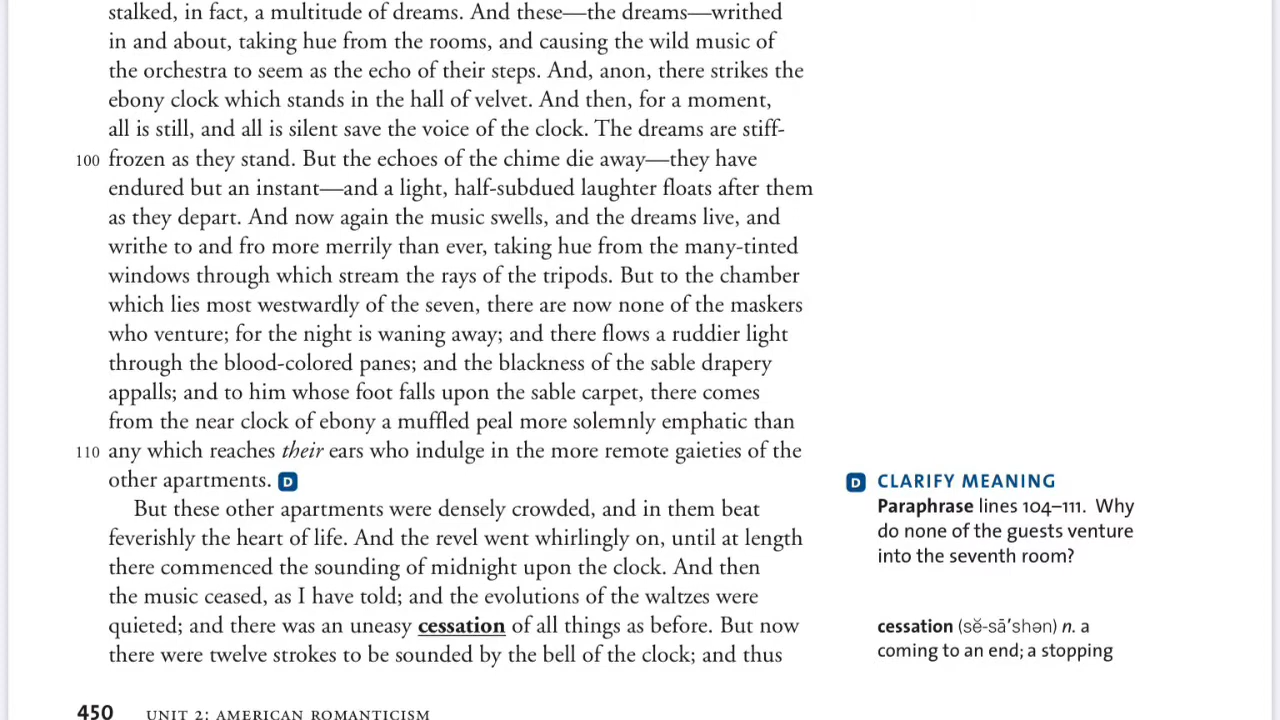 stalked, in fact, a multitude of dreams. And these—the dreams—writhed
in and about, taking hue from the rooms, and causing the wild music of
the orchestra to seem as the echo of their steps. And, anon, there strikes the
ebony clock which stands in the hall of velvet. And then, for a moment,
all is still, and all is silent save the voice of the clock. The dreams are stiff-
100 frozen as they stand. But the echoes of the chime die away—they have
endured but an instant—and a light, half-subdued laughter floats after them
as they depart. And now again the music swells, and the dreams live, and
writhe to and fro more merrily than ever, taking hue from the many-tinted
windows through which stream the rays of the tripods. But to the chamber
which lies most westwardly of the seven, there are now none of the maskers
who venture; for the night is waning away; and there flows a ruddier light
through the blood-colored panes; and the blackness of the sable drapery
appalls; and to him whose foot falls upon the sable carpet, there comes
from the near clock of ebony a muffled peal more solemnly emphatic than
110 any which reaches their ears who indulge in the more remote gaieties of the
other apartments. D
But these other apartments were densely crowded, and in them beat
feverishly the heart of life. And the revel went whirlingly on, until at length
there commenced the sounding of midnight upon the clock. And then
the music ceased, as I have told; and the evolutions of the waltzes were
quieted; and there was an uneasy cessation of all things as before. But now
there were twelve strokes to be sounded by the bell of the clock; and thus
D CLARIFY MEANING
Paraphrase lines 104–111. Why
do none of the guests venture
into the seventh room?
cessation (sĕ-sā′shən) n. a
coming to an end; a stopping
450 UNIT 2: AMERICAN ROMANTICISM